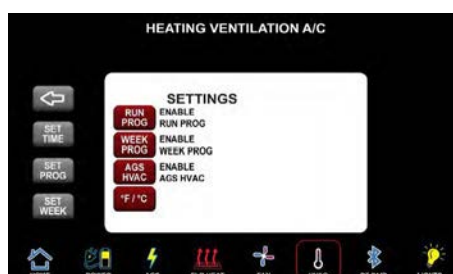 HEATING VENTILATION A/C
SETTINGS
RUN PROG
ENABLE
RUN PROG
SET TIME
WEEK PROG
ENABLE
WEEK PROG
SET PROG
AGS HVAC
ENABLE
AGS HVAC
SET WEEK
°F / °C